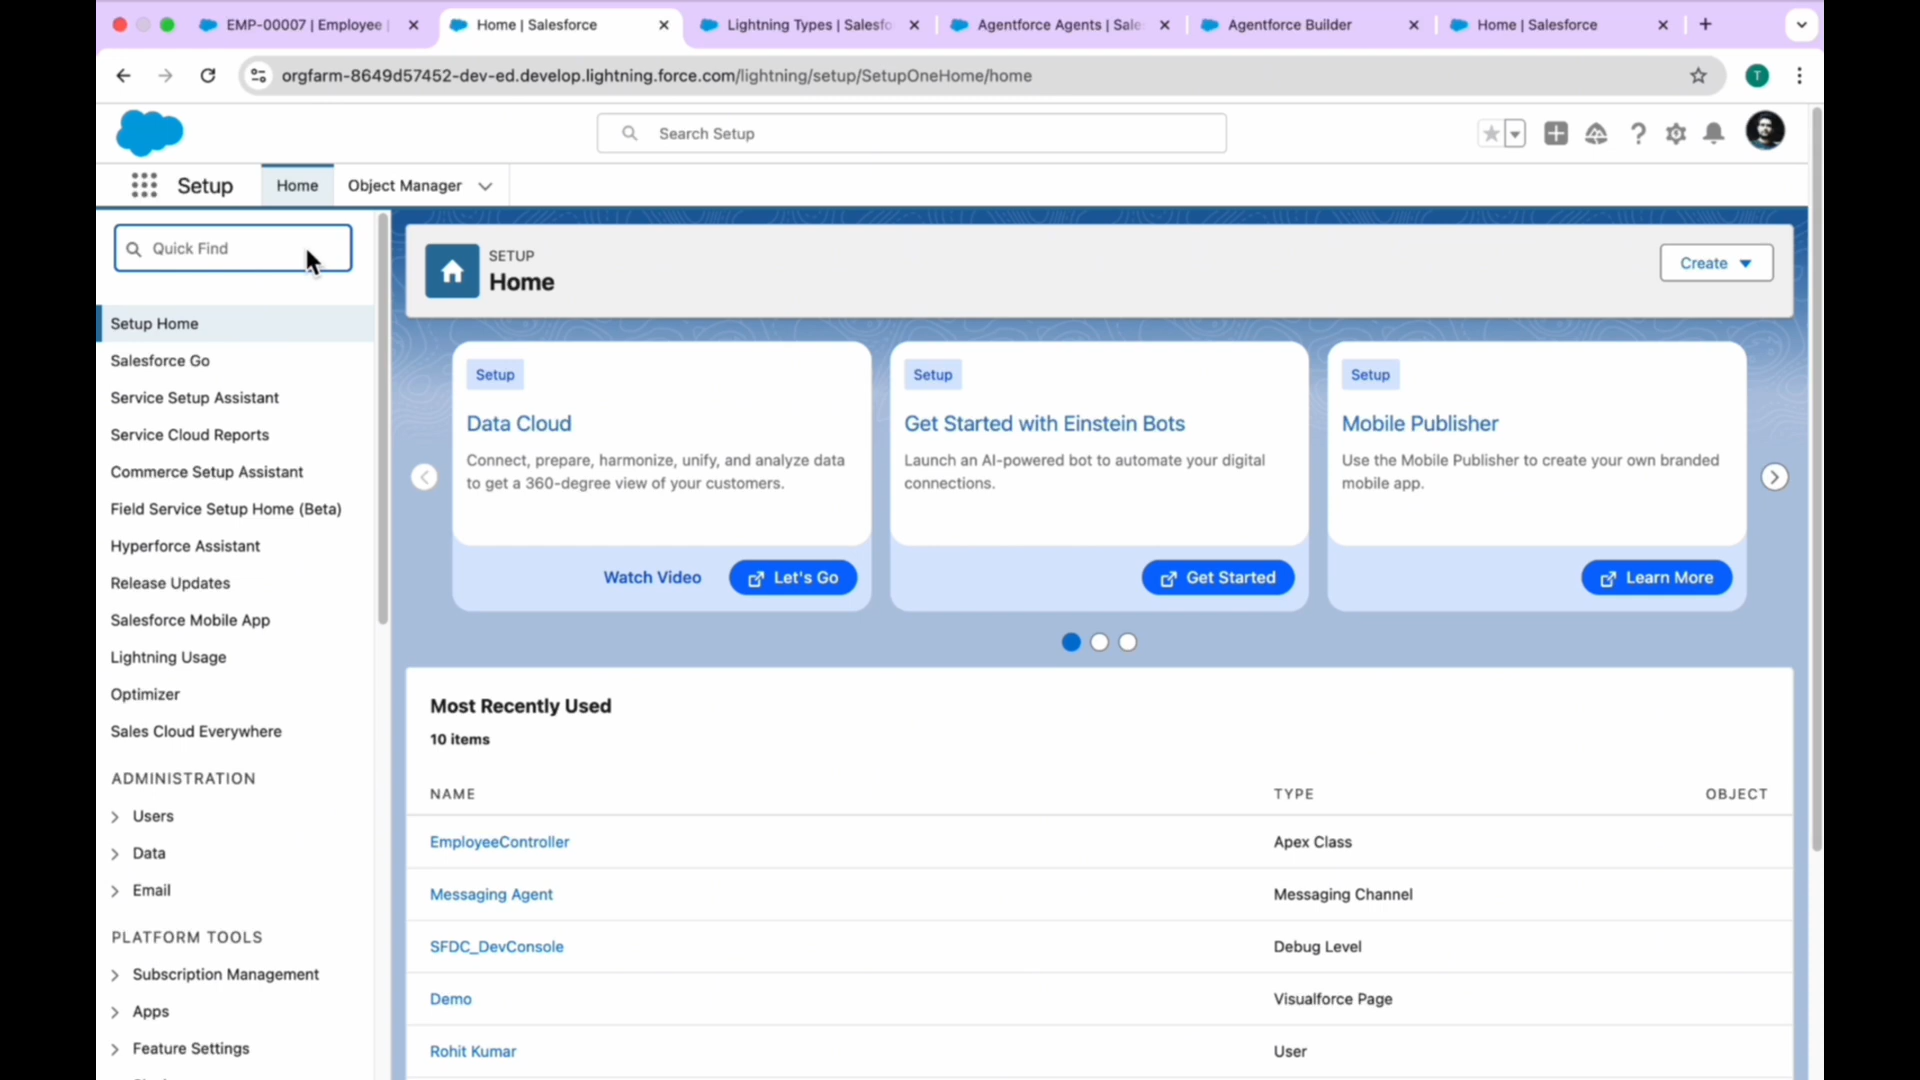 EMP-00007 | Employee |
Home | Salesforce
Lightning Types | Salesfo
Agentforce Agents | Sale
Agentforce Builder
Home | Salesforce
orgfarm-8649d57452-dev-ed.develop.lightning.force.com/lightning/setup/SetupOneHome/home
T
Search Setup
Setup
Home
Object Manager
Quick Find
SETUP
Home
Create
Setup Home
Salesforce Go
Service Setup Assistant
Service Cloud Reports
Commerce Setup Assistant
Field Service Setup Home (Beta)
Hyperforce Assistant
Release Updates
Salesforce Mobile App
Lightning Usage
Optimizer
Sales Cloud Everywhere
ADMINISTRATION
Users
Data
Email
PLATFORM TOOLS
Subscription Management
Apps
Feature Settings
Setup
Data Cloud
Connect, prepare, harmonize, unify, and analyze data
to get a 360-degree view of your customers.
Watch Video
Let's Go
Setup
Get Started with Einstein Bots
Launch an AI-powered bot to automate your digital
connections.
Get Started
Setup
Mobile Publisher
Use the Mobile Publisher to create your own branded
mobile app.
Learn More
Most Recently Used
10 items
NAME TYPE OBJECT
EmployeeController Apex Class
Messaging Agent Messaging Channel
SFDC_DevConsole Debug Level
Demo Visualforce Page
Rohit Kumar User